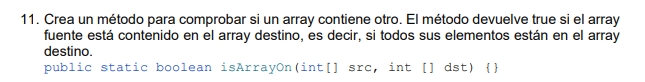 11. Crea un método para comprobar si un array contiene otro. El método devuelve true si el array
fuente está contenido en el array destino, es decir, si todos sus elementos están en el array
destino.
public static boolean isArrayOn(int[] src, int [] dst) {}